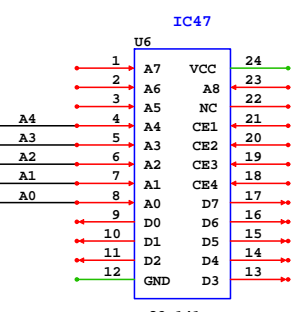 IC47
U6
1 A7 VCC 24
2 A6 A8 23
3 A5 NC 22
A4 4 A4 CE1 21
A3 5 A3 CE2 20
A2 6 A2 CE3 19
A1 7 A1 CE4 18
A0 8 A0 D7 17
9 D0 D6 16
10 D1 D5 15
11 D2 D4 14
12 GND D3 13